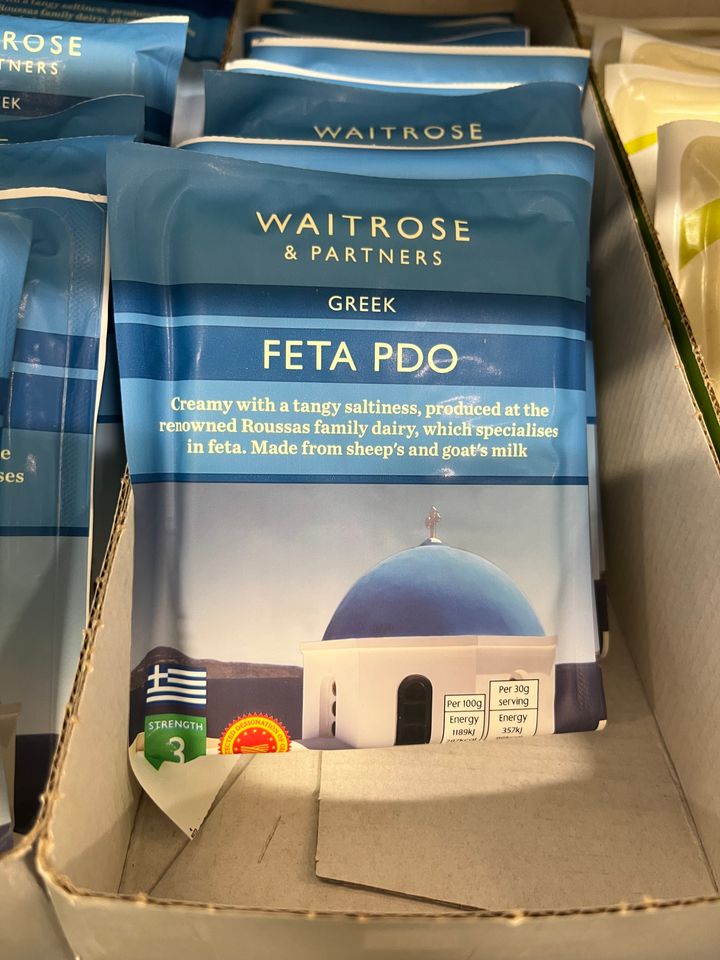 WAITROSE
& PARTNERS
GREEK
FETA PDO
Creamy with a tangy saltiness, produced at the
renowned Roussas family dairy, which specialises
in feta. Made from sheep's and goat's milk
STRENGTH
3
Per 100g
Energy
1189kJ
Per 30g
serving
Energy
357kJ
WAITROSE
ROSE
TNERS
EK